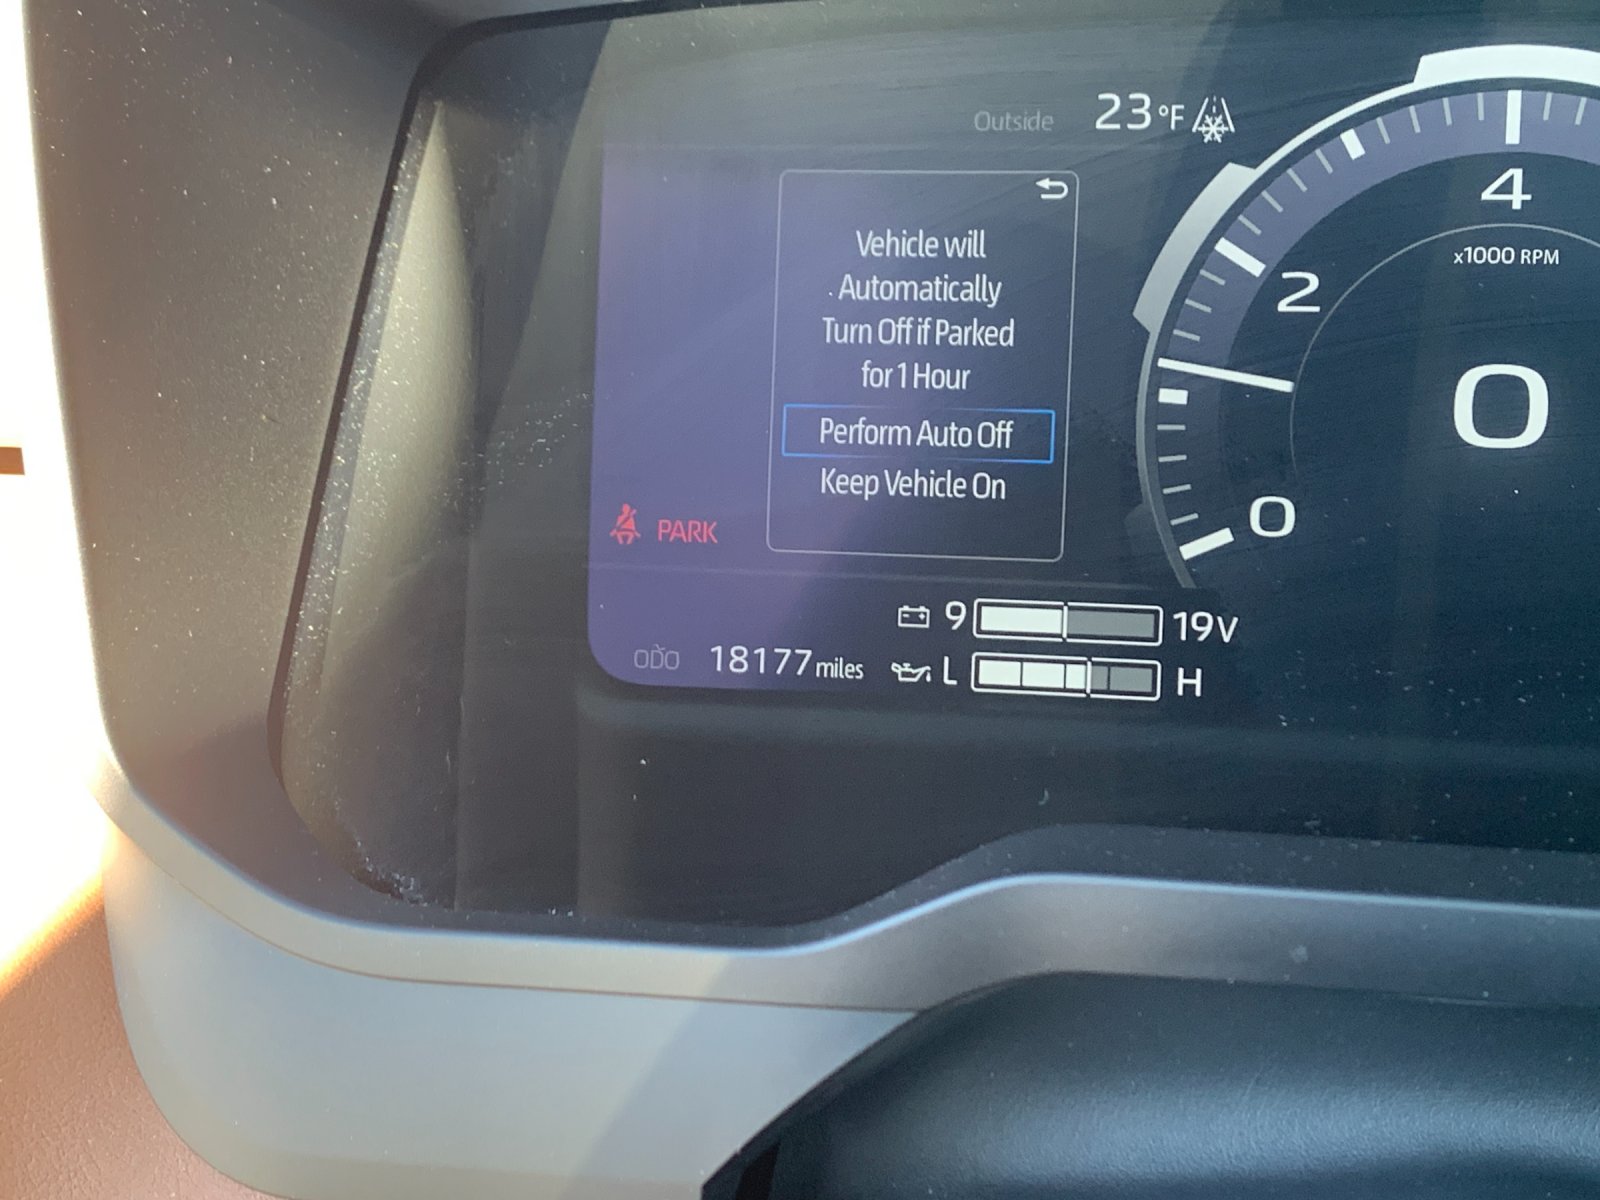 Outside 23°F
Vehicle will
Automatically
Turn Off if Parked
for 1 Hour
Perform Auto Off
Keep Vehicle On
PARK
ODO 18177 miles
9 19V
L H
4
x1000 RPM
2
0
0